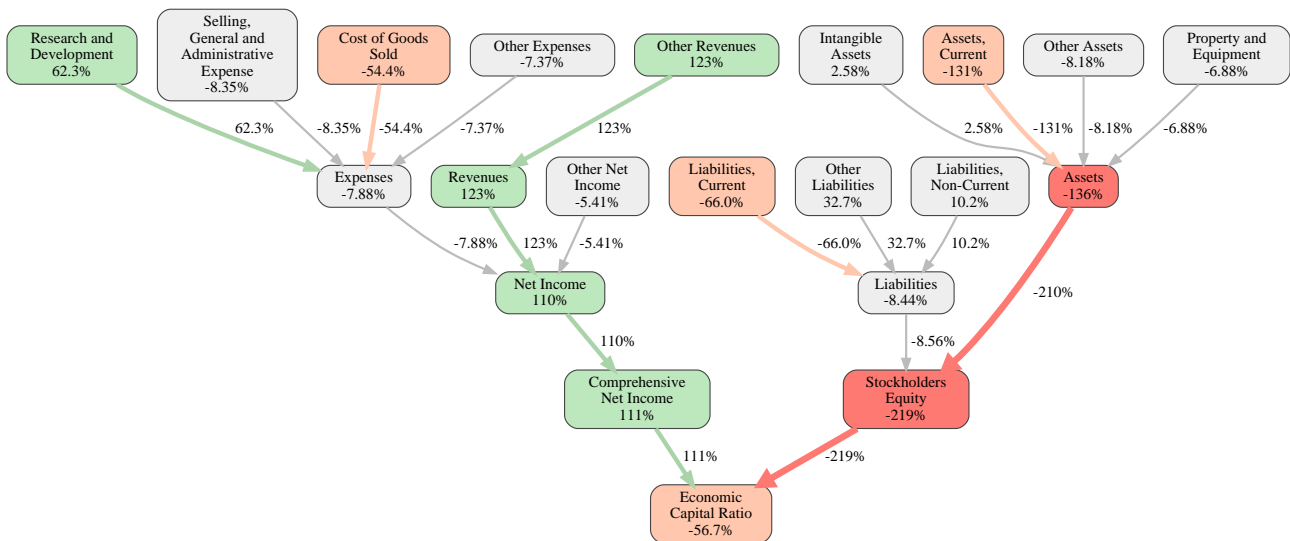 Research and
Development
62.3%
Selling,
General and
Administrative
Expense
-8.35%
Cost of Goods
Sold
-54.4%
Other Expenses
-7.37%
Other Revenues
123%
Intangible
Assets
2.58%
Assets,
Current
-131%
Other Assets
-8.18%
Property and
Equipment
-6.88%
62.3%
-8.35%
-54.4%
-7.37%
123%
2.58%
-131%
-8.18%
-6.88%
Expenses
-7.88%
Revenues
123%
Other Net
Income
-5.41%
Liabilities,
Current
-66.0%
Other
Liabilities
32.7%
Liabilities,
Non-Current
10.2%
Assets
-136%
-7.88%
123%
-5.41%
-66.0%
32.7%
10.2%
-210%
Net Income
110%
Liabilities
-8.44%
110%
-8.56%
Comprehensive
Net Income
111%
Stockholders
Equity
-219%
111%
-219%
Economic
Capital Ratio
-56.7%